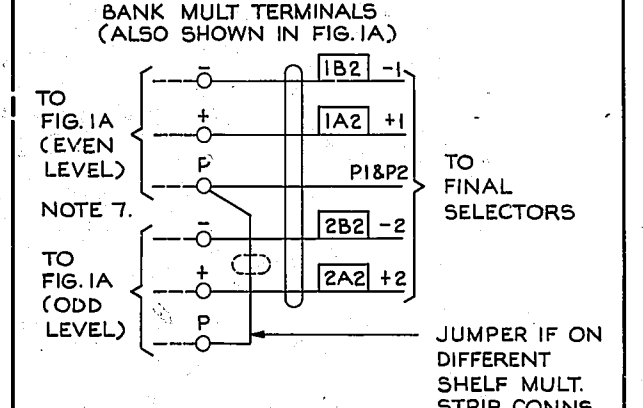 BANK MULT TERMINALS
(ALSO SHOWN IN FIG. 1A)
TO
FIG. 1A
(EVEN
LEVEL)
-
+
P
1B2 -1
1A2 +1
P1&P2
TO
FINAL
SELECTORS
NOTE 7.
TO
FIG. 1A
(ODD
LEVEL)
-
+
P
2B2 -2
2A2 +2
JUMPER IF ON
DIFFERENT
SHELF MULT.
STRIP CONNS